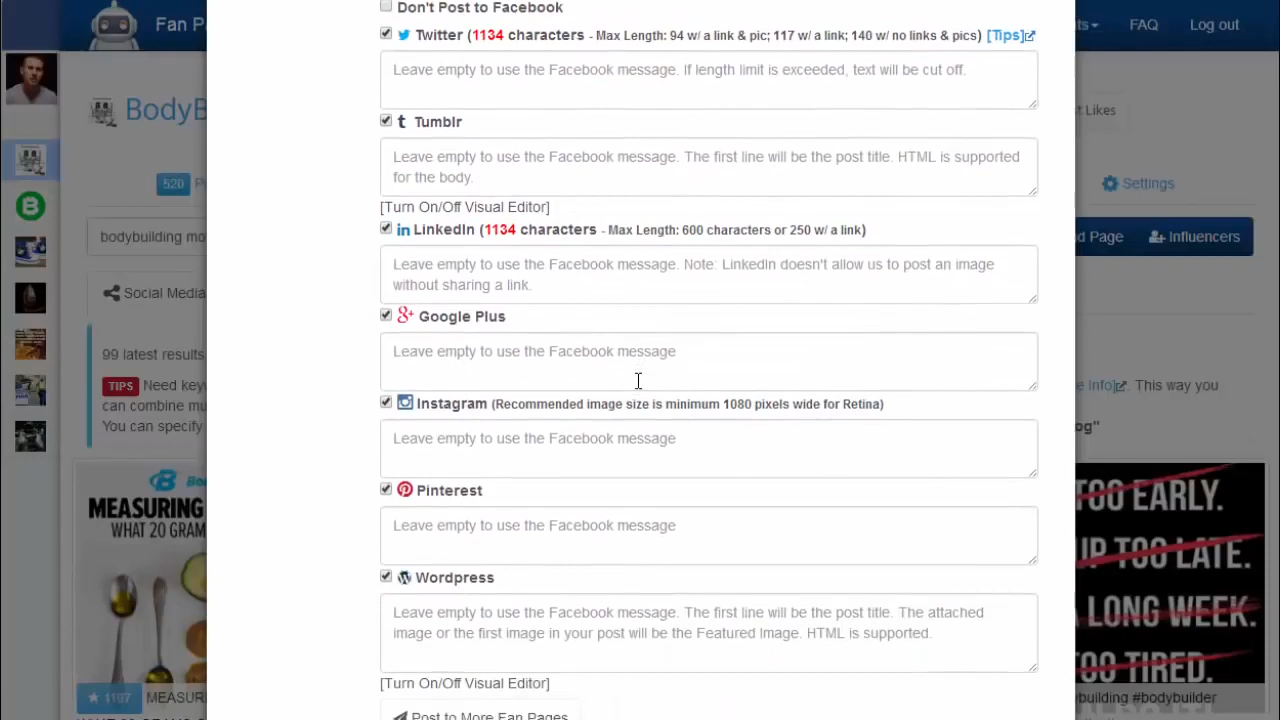 Don't Post to Facebook
Fan P
ts
FAQ
Log out
Twitter (1134 characters - Max Length: 94 w/ a link & pic; 117 w/ a link; 140 w/ no links & pics) [Tips]
Leave empty to use the Facebook message. If length limit is exceeded, text will be cut off.
BodyB
t Likes
Tumblr
Leave empty to use the Facebook message. The first line will be the post title. HTML is supported
for the body.
520
Settings
[Turn On/Off Visual Editor]
LinkedIn (1134 characters - Max Length: 600 characters or 250 w/ a link)
bodybuilding mo
d Page
Influencers
Leave empty to use the Facebook message. Note: LinkedIn doesn't allow us to post an image
without sharing a link.
Social Media
Google Plus
Leave empty to use the Facebook message
99 latest results
TIPS Need key
can combine mu
You can specify
e Info]. This way you
og"
Instagram (Recommended image size is minimum 1080 pixels wide for Retina)
Leave empty to use the Facebook message
Pinterest
Leave empty to use the Facebook message
Bo
MEASURING
WHAT 20 GRAM
TOO EARLY.
UP TOO LATE.
A LONG WEEK.
TOO TIRED.
Wordpress
Leave empty to use the Facebook message. The first line will be the post title. The attached
image or the first image in your post will be the Featured Image. HTML is supported.
[Turn On/Off Visual Editor]
1197
MEASUR
ybuilding #bodybuilder
Post to More Fan Pages